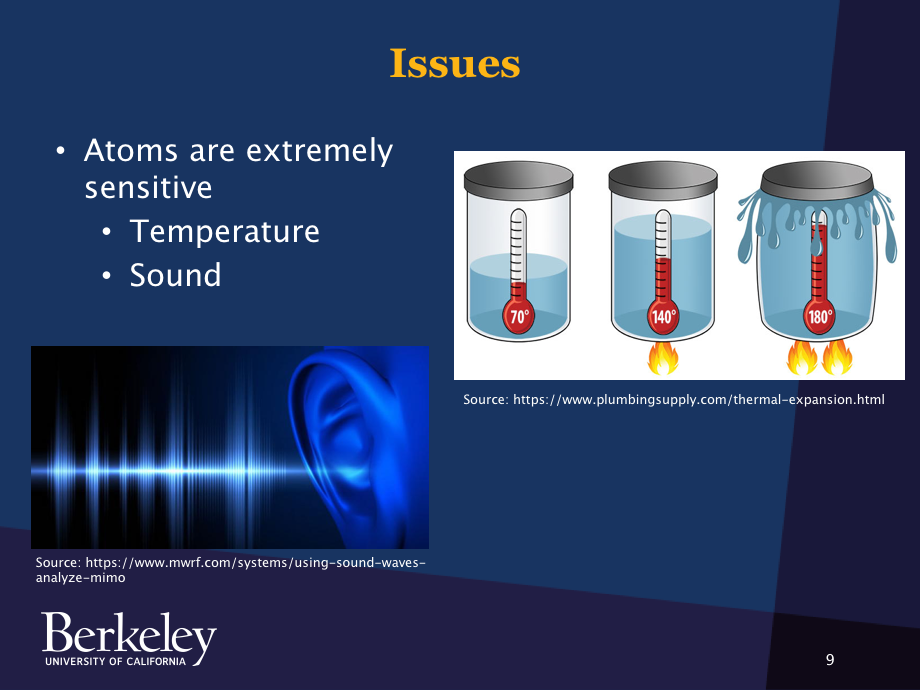 Issues
• Atoms are extremely
sensitive
• Temperature
• Sound
70°
140°
180°
Source: https://www.plumbingsupply.com/thermal-expansion.html
Source: https://www.mwrf.com/systems/using-sound-waves-
analyze-mimo
Berkeley
UNIVERSITY OF CALIFORNIA
9